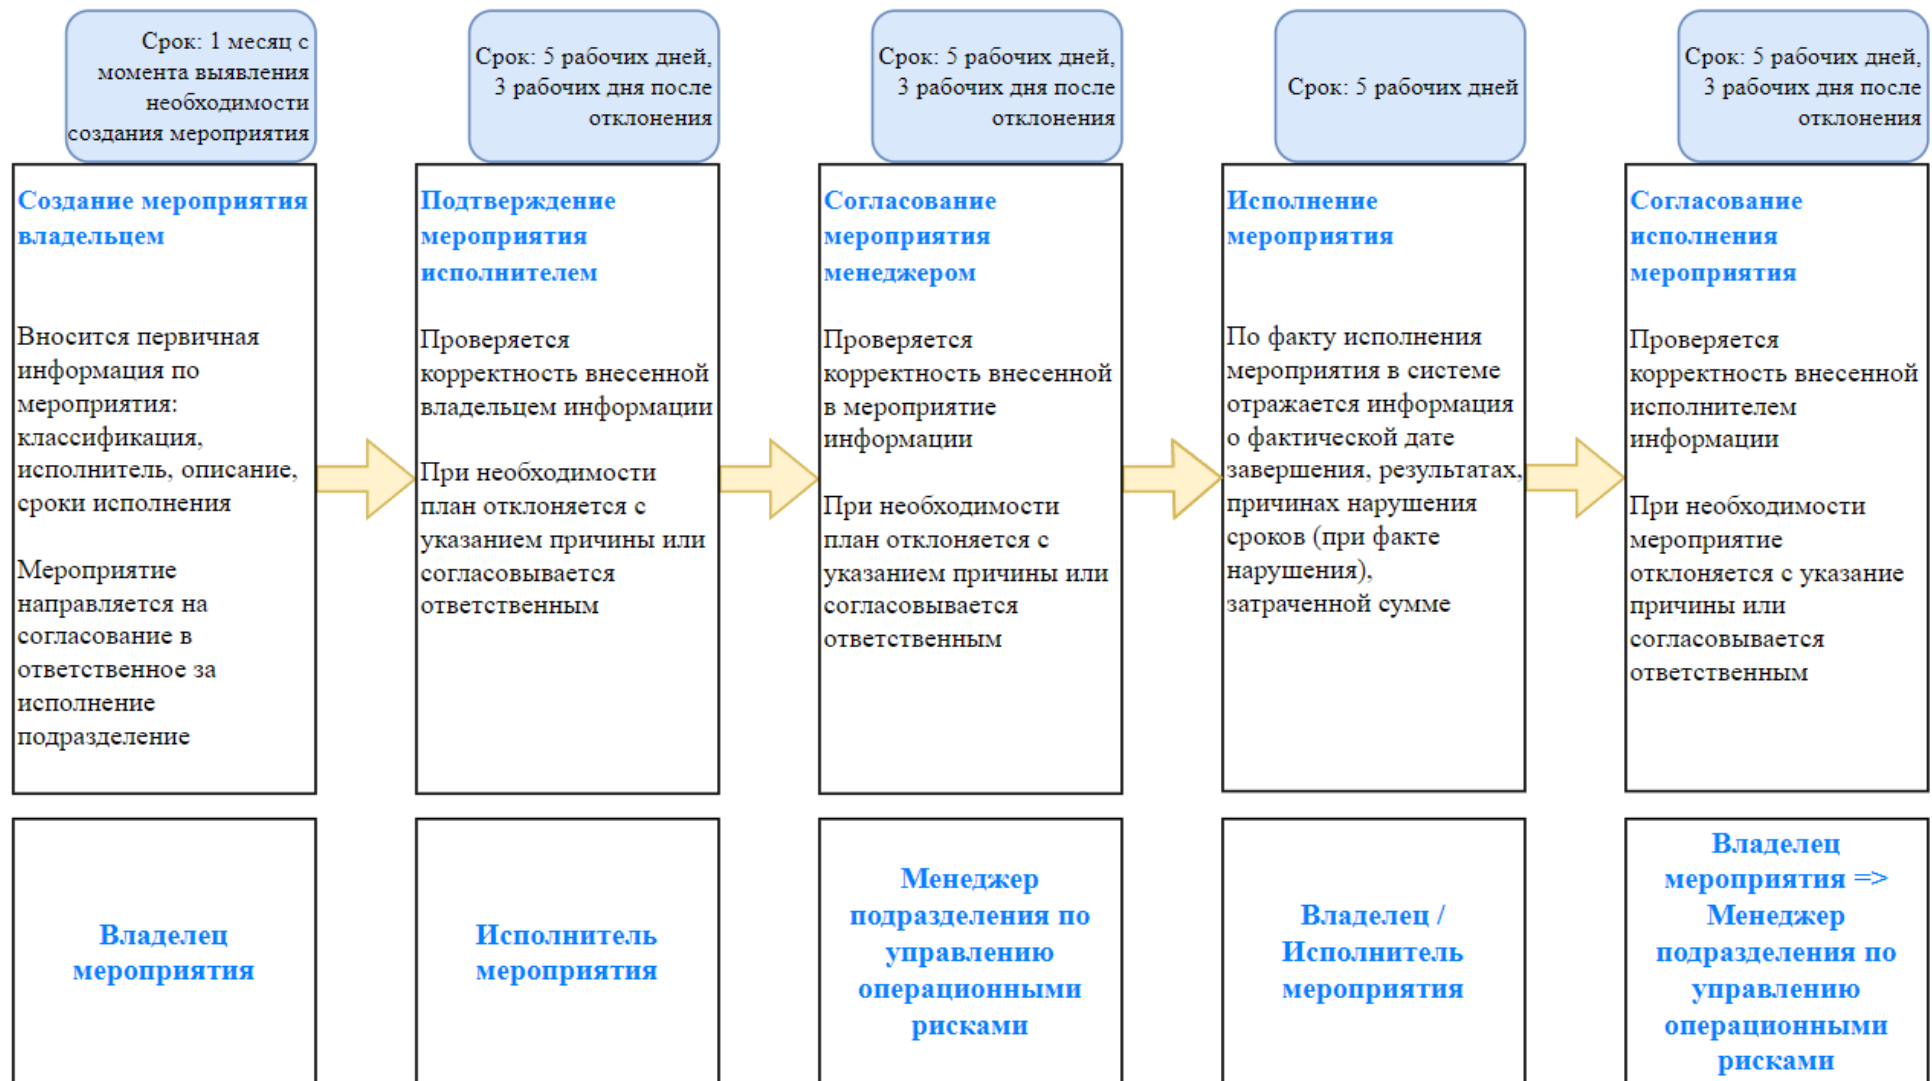 Срок: 1 месяц с
момента выявления
необходимости
создания мероприятия
Срок: 5 рабочих дней,
3 рабочих дня после
отклонения
Срок: 5 рабочих дней,
3 рабочих дня после
отклонения
Срок: 5 рабочих дней
Срок: 5 рабочих дней,
3 рабочих дня после
отклонения
Создание мероприятия
владельцем
Вносится первичная
информация по
мероприятия:
классификация,
исполнитель, описание,
сроки исполнения
Мероприятие
направляется на
согласование в
ответственное за
исполнение
подразделение
Подтверждение
мероприятия
исполнителем
Проверяется
корректность внесенной
владельцем информации
При необходимости
план отклоняется с
указанием причины или
согласовывается
ответственным
Согласование
мероприятия
менеджером
Проверяется
корректность внесенной
в мероприятие
информации
При необходимости
план отклоняется с
указанием причины или
согласовывается
ответственным
Исполнение
мероприятия
По факту исполнения
мероприятия в системе
отражается информация
о фактической дате
завершения, результатах,
причинах нарушения
сроков (при факте
нарушения),
затраченной сумме
Согласование
исполнения
мероприятия
Проверяется
корректность внесенной
исполнителем
информации
При необходимости
мероприятие
отклоняется с указание
причины или
согласовывается
ответственным
Владелец
мероприятия
Исполнитель
мероприятия
Менеджер
подразделения по
управлению
операционными
рисками
Владелец /
Исполнитель
мероприятия
Владелец
мероприятия =>
Менеджер
подразделения по
управлению
операционными
рисками